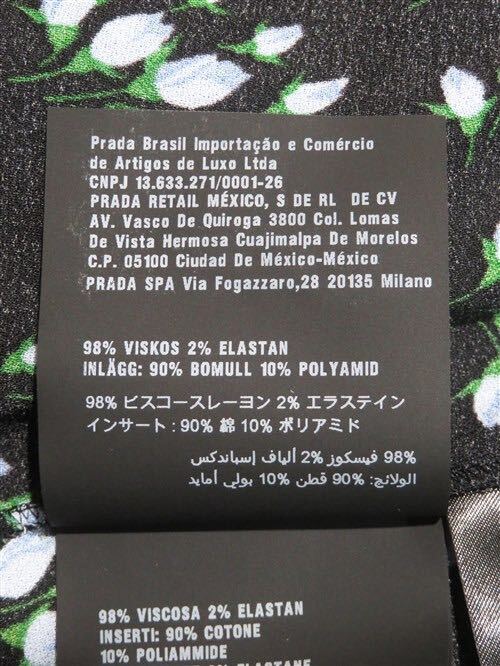 Prada Brasil Importação e Comércio
de Artigos de Luxo Ltda
CNPJ 13.633.271/0001-26
PRADA RETAIL MÉXICO, S DE RL DE CV
AV. Vasco De Quiroga 3800 Col. Lomas
De Vista Hermosa Cuajimalpa De Morelos
C.P. 05100 Ciudad De México-México
PRADA SPA Via Fogazzaro,28 20135 Milano
98% VISKOS 2% ELASTAN
INLÄGG: 90% BOMULL 10% POLYAMID
98% ビスコースレーヨン 2% エラステイン
インサート : 90% 綿 10% ポリアミド
98% فيسكوز 2% ألياف إسباندكس
الولائج: 90% قطن 10% بولي أمايد
98% VISCOSA 2% ELASTAN
INSERTI: 90% COTONE
10% POLIAMMIDE